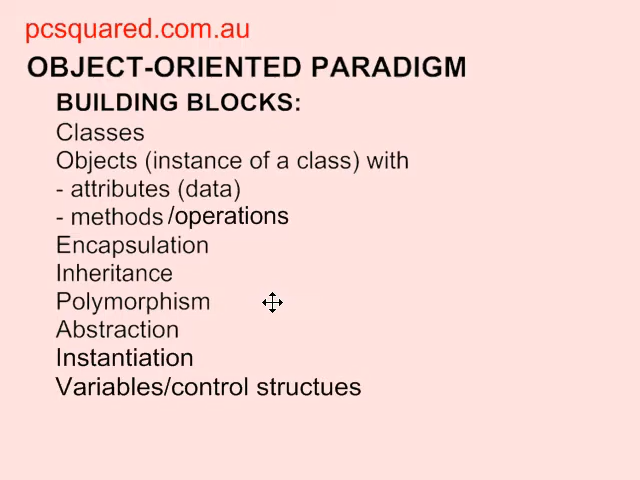 pcsquared.com.au
OBJECT-ORIENTED PARADIGM
BUILDING BLOCKS:
Classes
Objects (instance of a class) with
- attributes (data)
- methods /operations
Encapsulation
Inheritance
Polymorphism
Abstraction
Instantiation
Variables/control structues